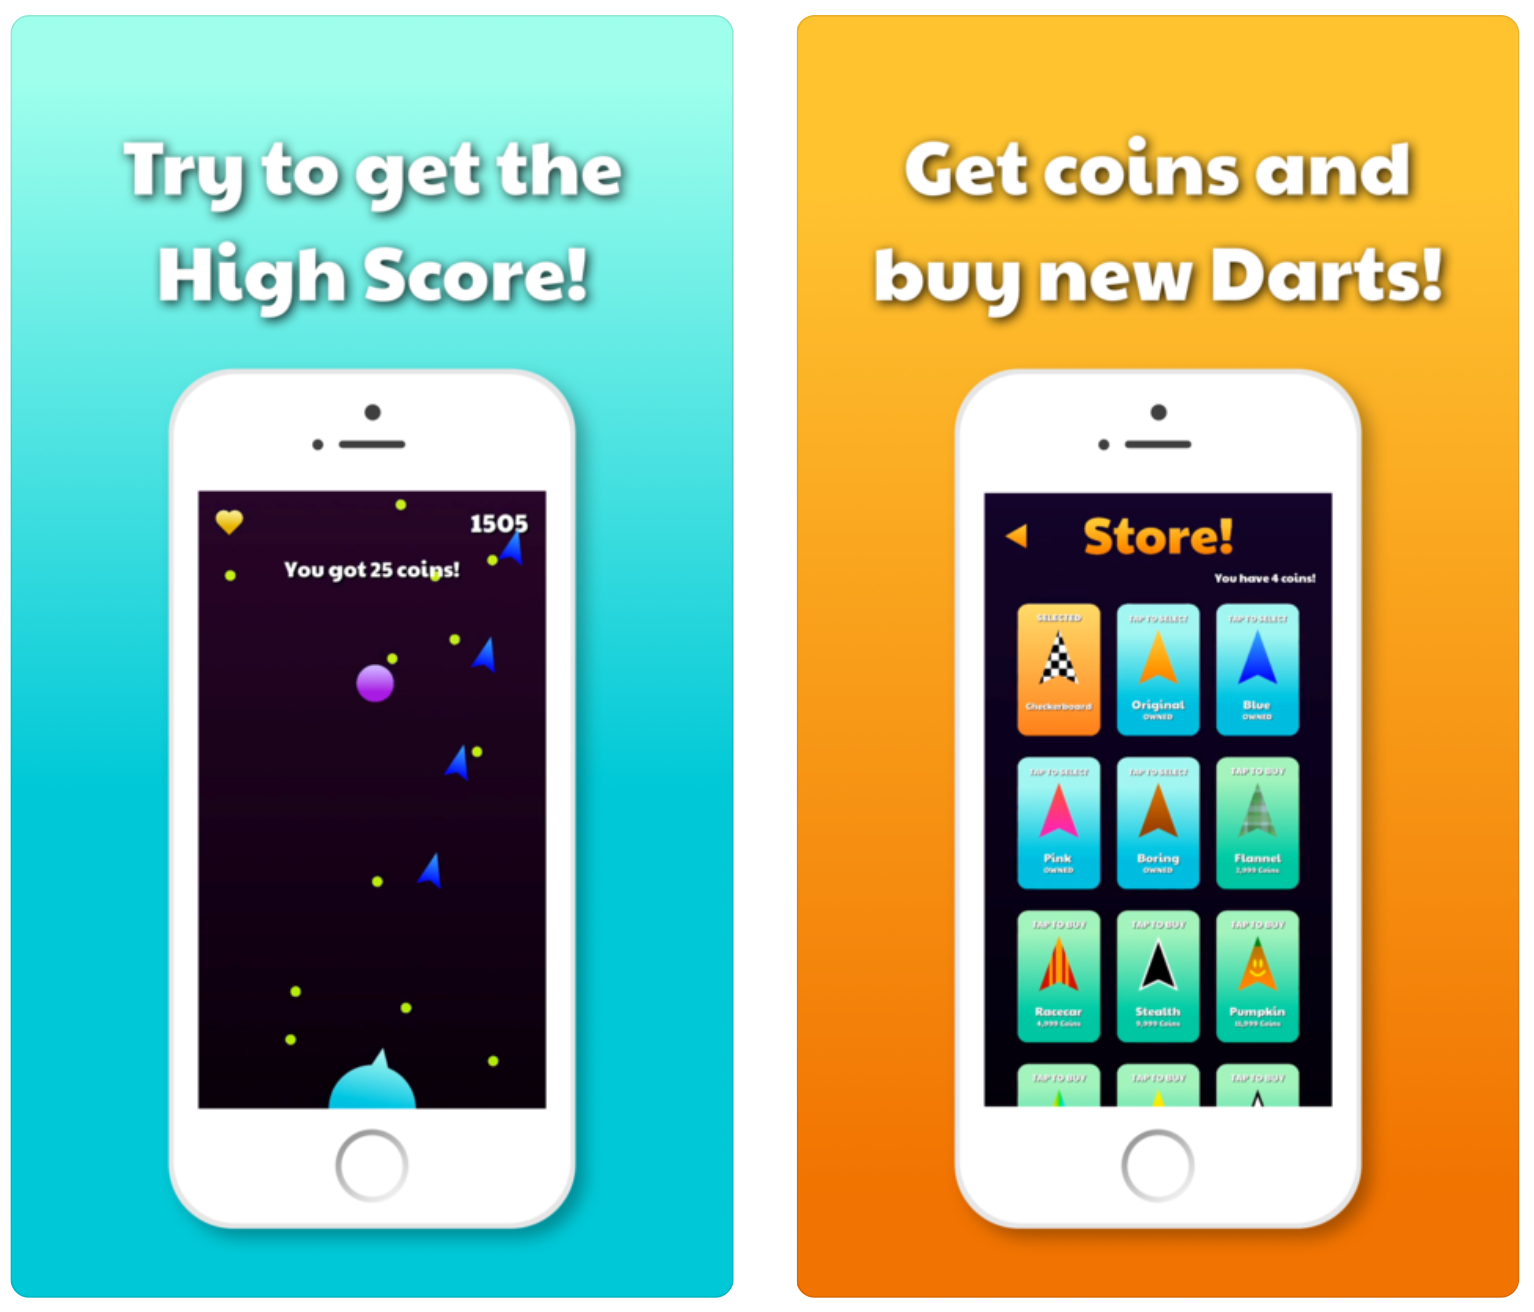 Try to get the
High Score!
1505
You got 25 coins!
Get coins and
buy new Darts!
Store!
You have 4 coins!
SELECTED
TAP TO SELECT
TAP TO SELECT
Checkerboard
Original
Blue
OWNED
OWNED
TAP TO SELECT
TAP TO SELECT
TAP TO BUY
Pink
Boring
Flannel
OWNED
OWNED
2,999 Coins
TAP TO BUY
TAP TO BUY
TAP TO BUY
Racecar
Stealth
Pumpkin
4,999 Coins
9,999 Coins
11,999 Coins
TAP TO BUY
TAP TO BUY
TAP TO BUY